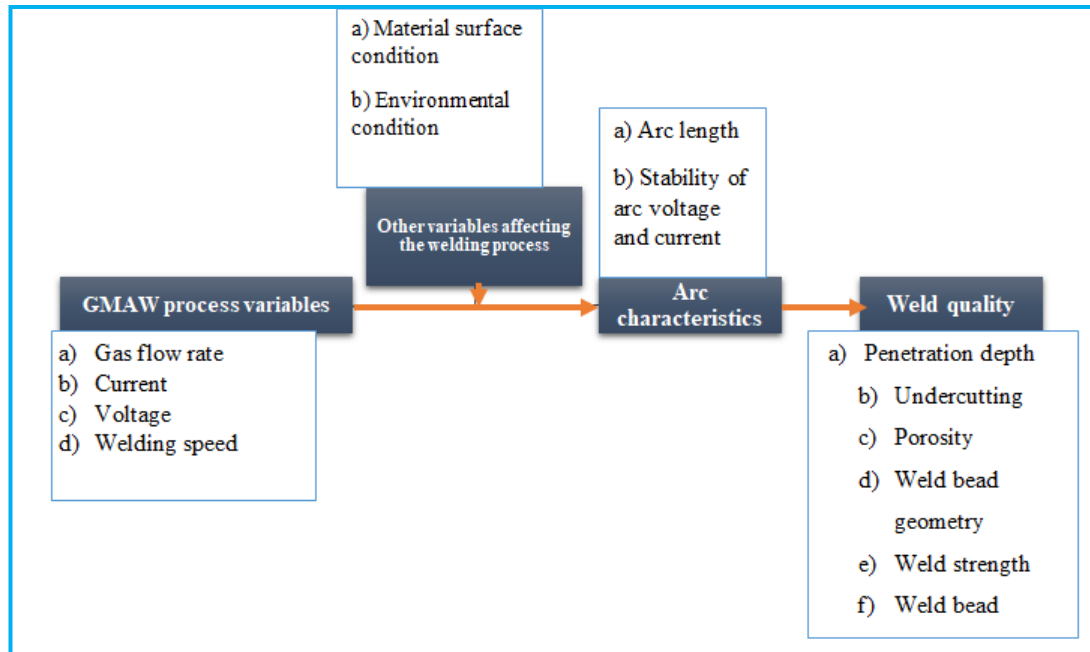 a) Material surface
condition
b) Environmental
condition
a) Arc length
b) Stability of
arc voltage
and current
Other variables affecting
the welding process
GMAW process variables
Arc
characteristics
Weld quality
a) Gas flow rate
b) Current
c) Voltage
d) Welding speed
a) Penetration depth
b) Undercutting
c) Porosity
d) Weld bead
geometry
e) Weld strength
f) Weld bead